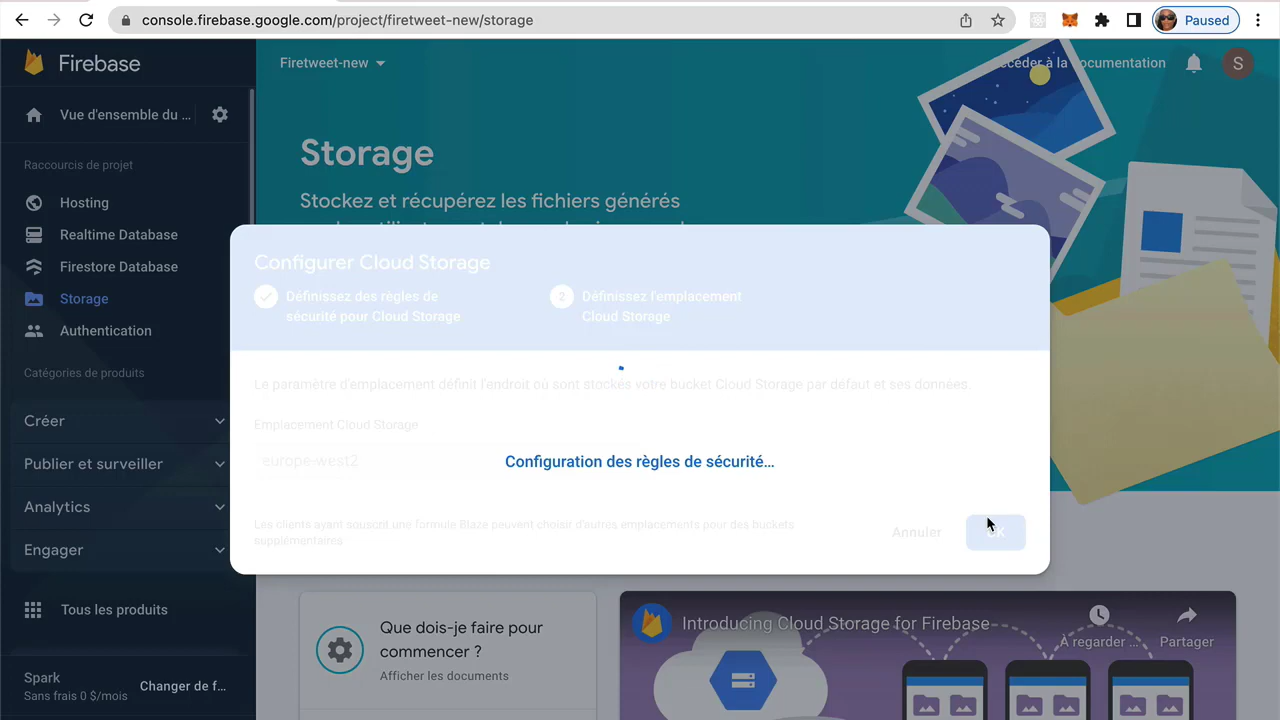 console.firebase.google.com/project/firetweet-new/storage
Paused
Firebase
Firetweet-new
documentation
S
Vue d'ensemble du ...
Storage
Raccourcis de projet
Stockez et récupérez les fichiers générés
Hosting
Realtime Database
Firestore Database
Storage
Authentication
Catégories de produits
Créer
Publier et surveiller
Analytics
Engager
Tous les produits
Spark
Sans frais 0 $/mois
Changer de f...
Configurer Cloud Storage
Définissez des règles de
sécurité pour Cloud Storage
2
Définissez l'emplacement
Cloud Storage
Le paramètre d'emplacement définit l'endroit où sont stockés votre bucket Cloud Storage par défaut et ses données.
Emplacement Cloud Storage
europe-west2
Configuration des règles de sécurité...
Les clients ayant souscrit une formule Blaze peuvent choisir d'autres emplacements pour des buckets
supplémentaires
Annuler
OK
Que dois-je faire pour
commencer ?
Afficher les documents
Introducing Cloud Storage for Firebase
À regarder ...
Partager